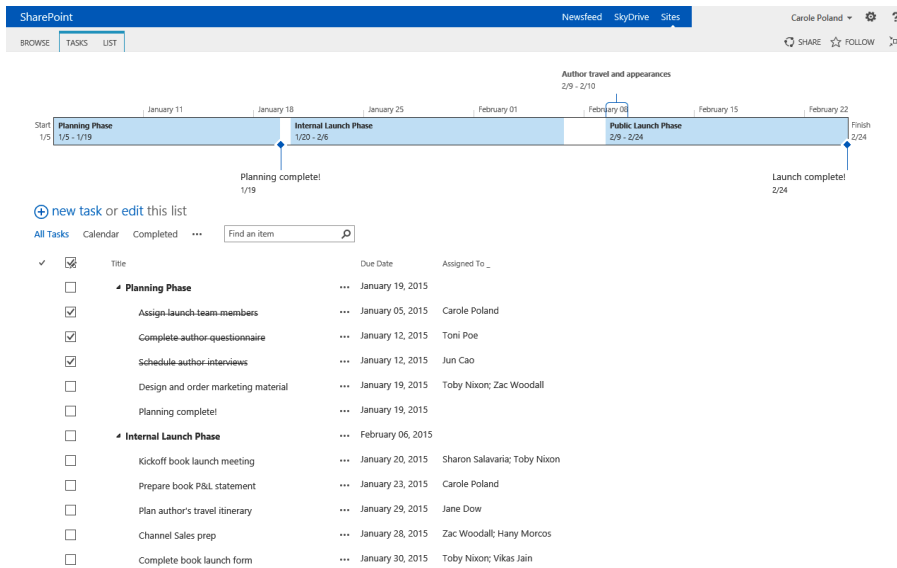 SharePoint Newsfeed SkyDrive Sites Carole Poland ?
BROWSE TASKS LIST SHARE FOLLOW
Author travel and appearances
2/9 - 2/10
January 11 January 18 January 25 February 01 February 08 February 15 February 22
Start Planning Phase Internal Launch Phase Public Launch Phase Finish
1/5 1/5 - 1/19 1/20 - 2/6 2/9 - 2/24 2/24
Planning complete! Launch complete!
1/19 2/24
new task or edit this list
All Tasks Calendar Completed ••• Find an item
Title Due Date Assigned To _
Planning Phase ••• January 19, 2015
Assign launch team members ••• January 05, 2015 Carole Poland
Complete author questionnaire ••• January 12, 2015 Toni Poe
Schedule author interviews ••• January 12, 2015 Jun Cao
Design and order marketing material ••• January 19, 2015 Toby Nixon; Zac Woodall
Planning complete! ••• January 19, 2015
Internal Launch Phase ••• February 06, 2015
Kickoff book launch meeting ••• January 20, 2015 Sharon Salavaria; Toby Nixon
Prepare book P&L statement ••• January 23, 2015 Carole Poland
Plan author's travel itinerary ••• January 29, 2015 Jane Dow
Channel Sales prep ••• January 28, 2015 Zac Woodall; Hany Morcos
Complete book launch form ••• January 30, 2015 Toby Nixon; Vikas Jain